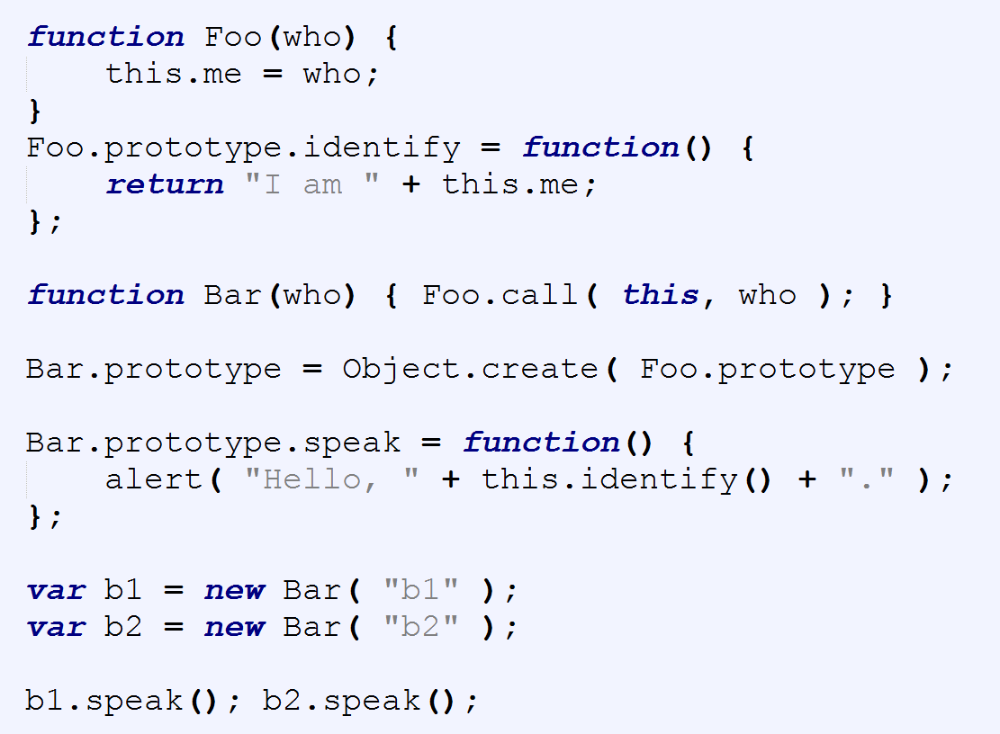 function Foo(who) {
    this.me = who;
}
Foo.prototype.identify = function() {
    return "I am " + this.me;
};

function Bar(who) { Foo.call( this, who ); }

Bar.prototype = Object.create( Foo.prototype );

Bar.prototype.speak = function() {
    alert( "Hello, " + this.identify() + "." );
};

var b1 = new Bar( "b1" );
var b2 = new Bar( "b2" );

b1.speak(); b2.speak();